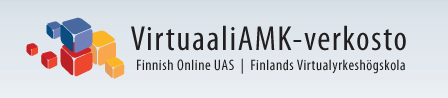 VirtuaaliAMK-verkosto
Finnish Online UAS | Finlands Virtualyrkeshögskola